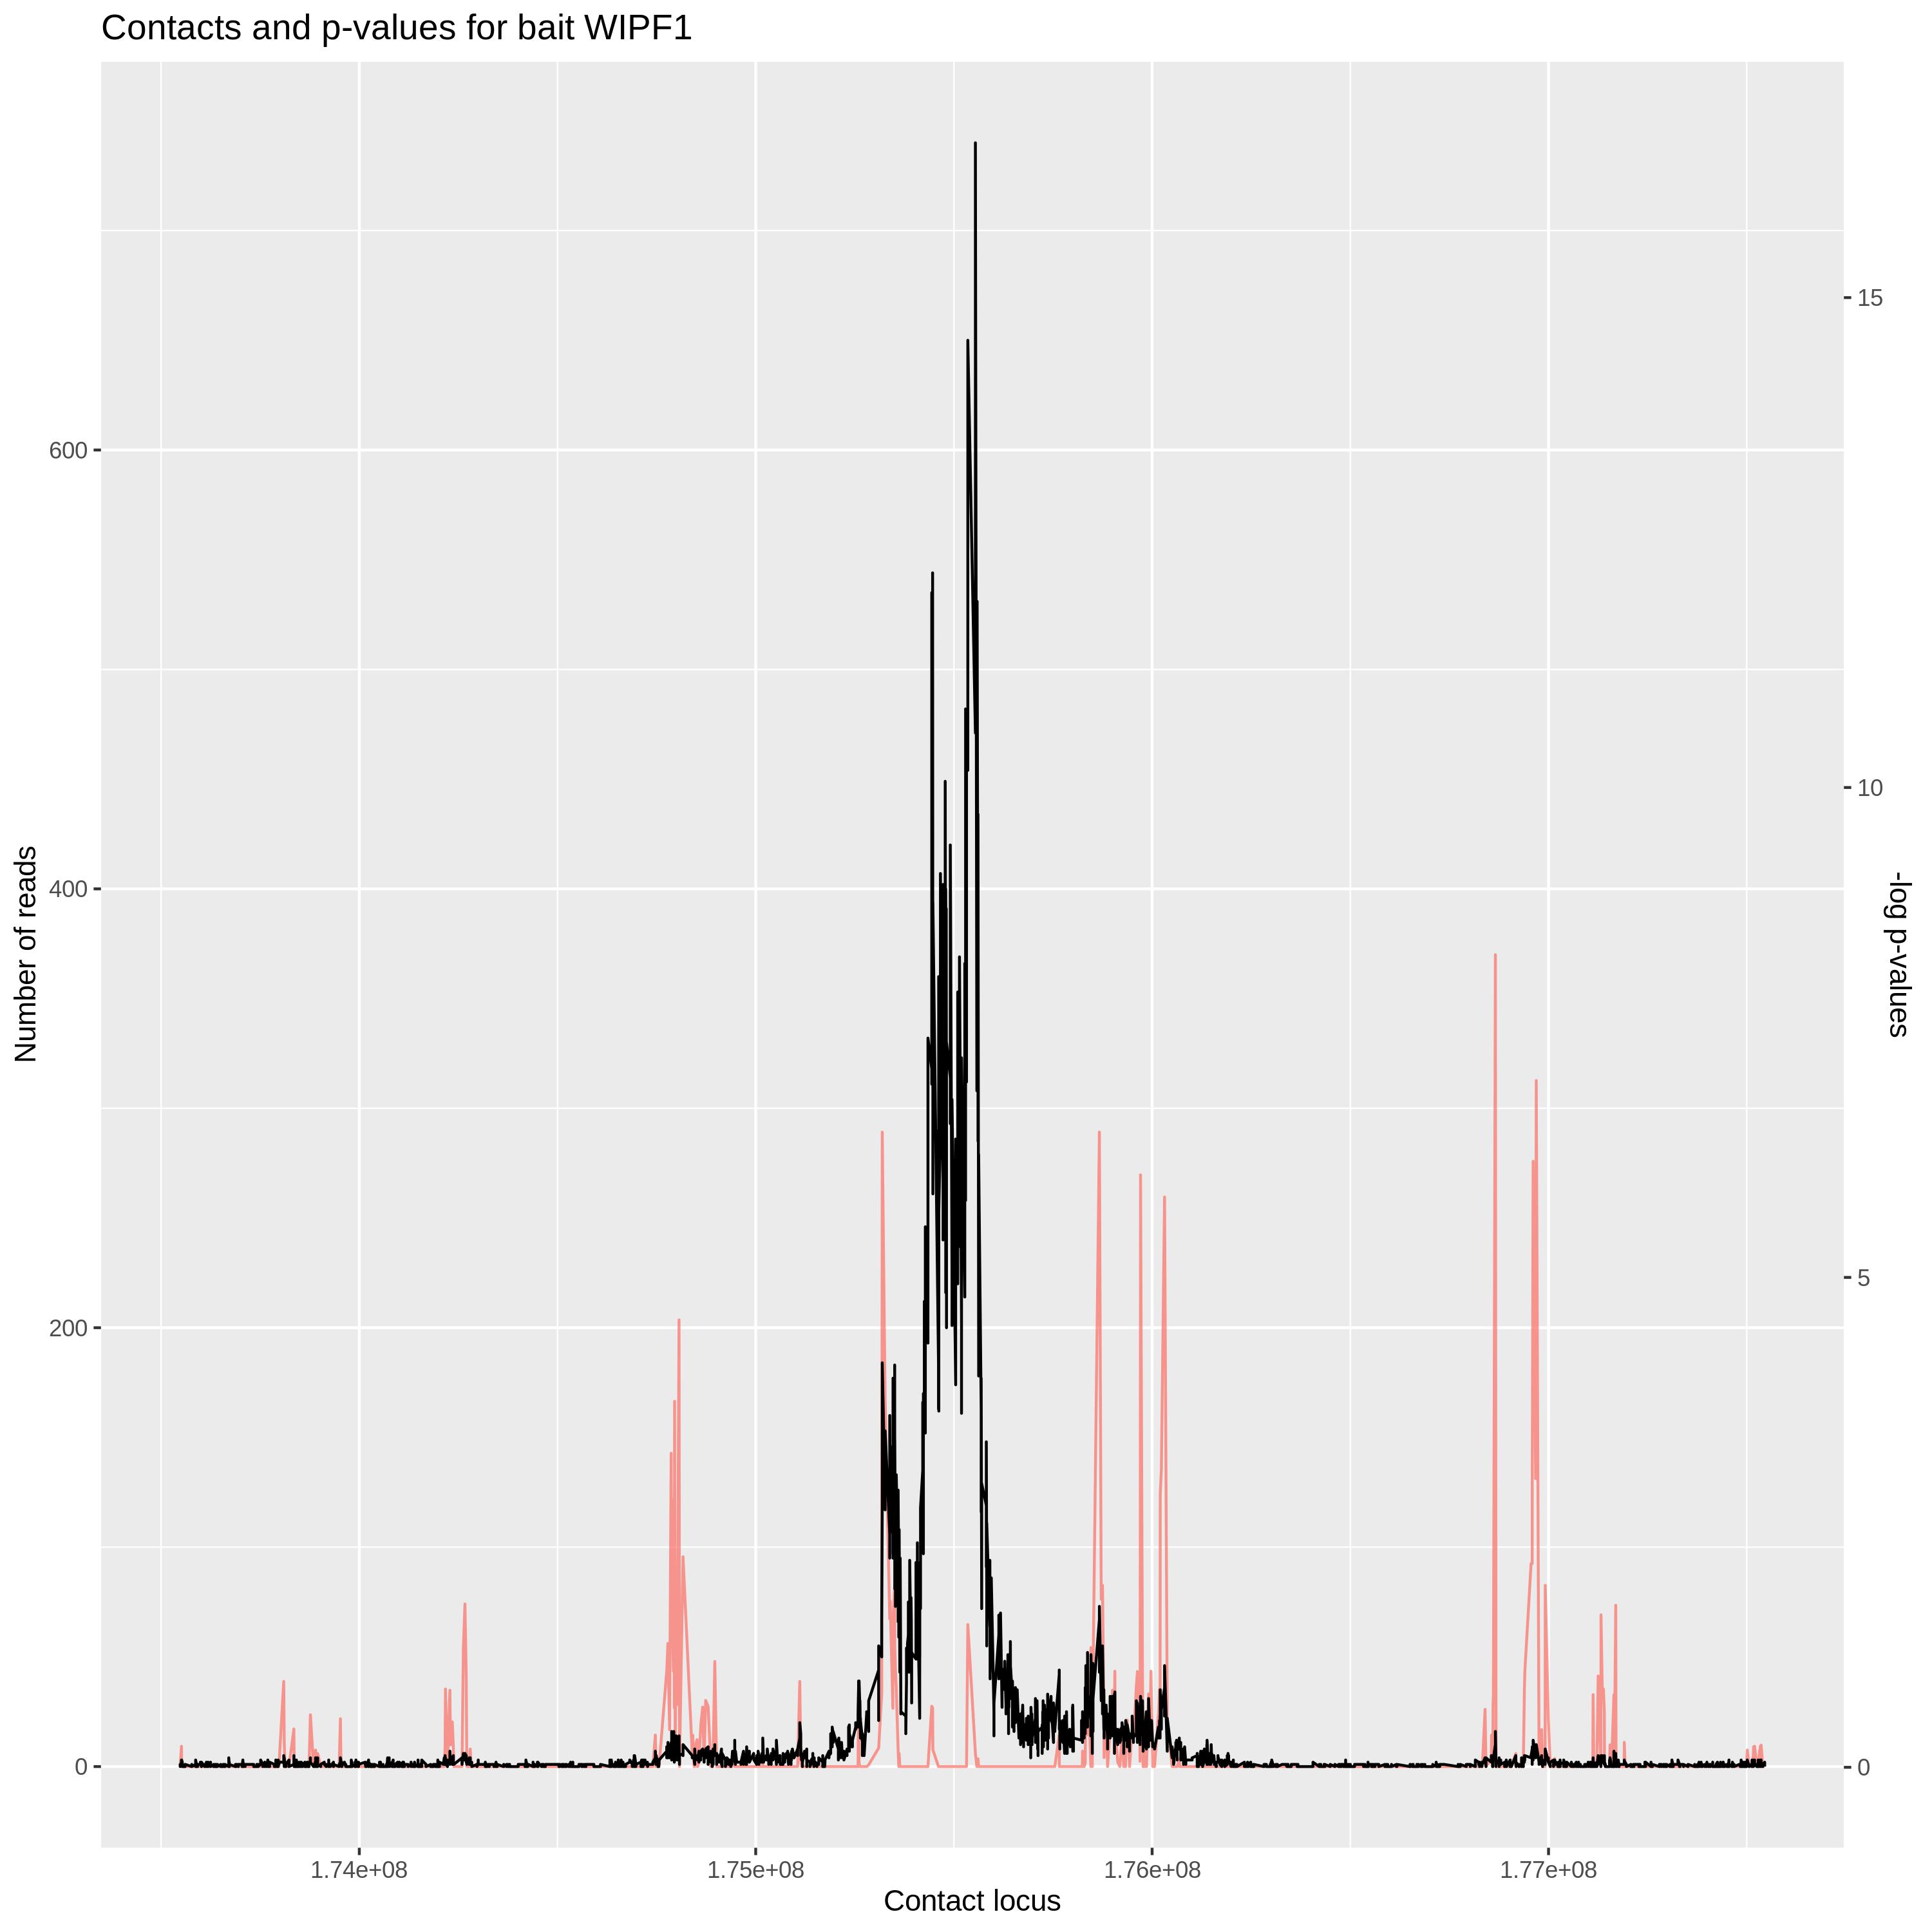 Contacts and p-values for bait WIPF1
Number of reads
600
400
200
0
15
10
5
0
-log p-values
1.74e+08
1.75e+08
1.76e+08
1.77e+08
Contact locus